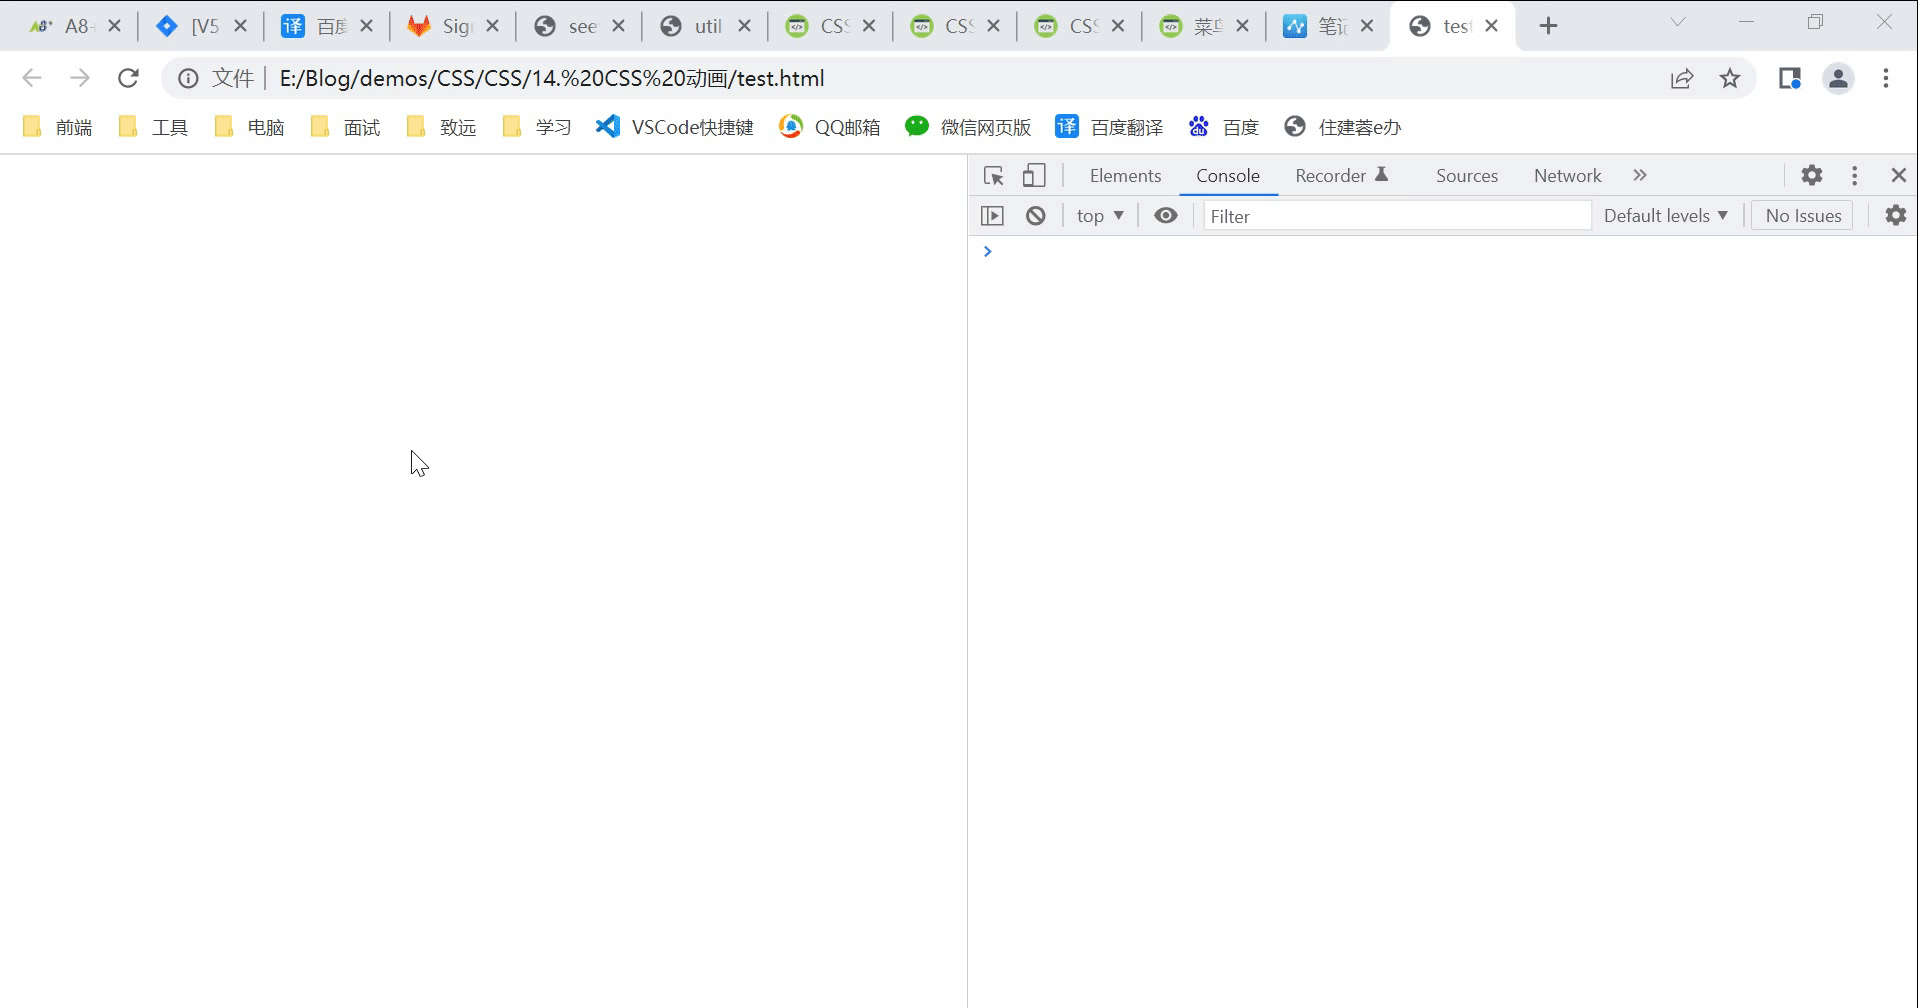 A8+ [V5 百度 Sig see util CSS CSS CSS 菜鸟 笔记 test
文件 E:/Blog/demos/CSS/CSS/14.%20CSS%20动画/test.html
前端 工具 电脑 面试 致远 学习 VSCode快捷键 QQ邮箱 微信网页版 译 百度翻译 百度 住建蓉e办
Elements Console Recorder Sources Network
top Filter Default levels No Issues